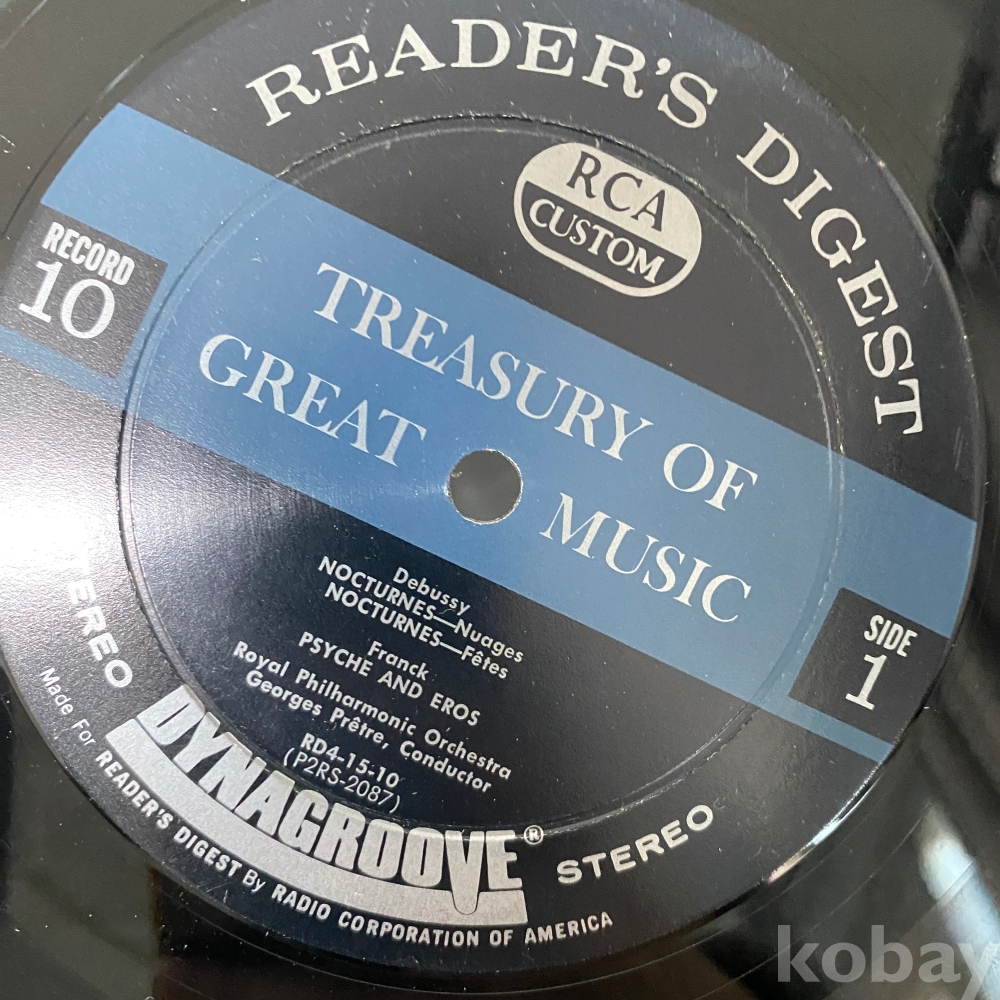 READER'S DIGEST
RCA
CUSTOM
RECORD
10
TREASURY OF
GREAT MUSIC
SIDE
1
Debussy
NOCTURNES—Nuages
NOCTURNES—Fêtes
Franck
PSYCHE AND EROS
Royal Philharmonic Orchestra
Georges Prêtre, Conductor
RD4-15-10
(P2RS-2087)
EREO
DYNAGROOVE®
STEREO
Made For READER'S DIGEST By RADIO CORPORATION OF AMERICA
kobay